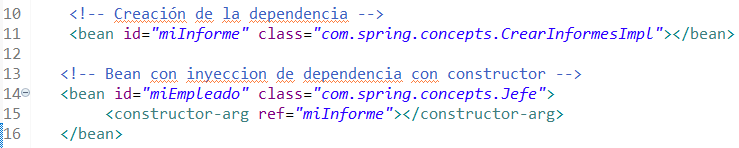 10 <!-- Creación de la dependencia -->
11 <bean id="miInforme" class="com.spring.concepts.CrearInformesImpl"></bean>
12
13 <!-- Bean con inyeccion de dependencia con constructor -->
14 <bean id="miEmpleado" class="com.spring.concepts.Jefe">
15 <constructor-arg ref="miInforme"></constructor-arg>
16 </bean>